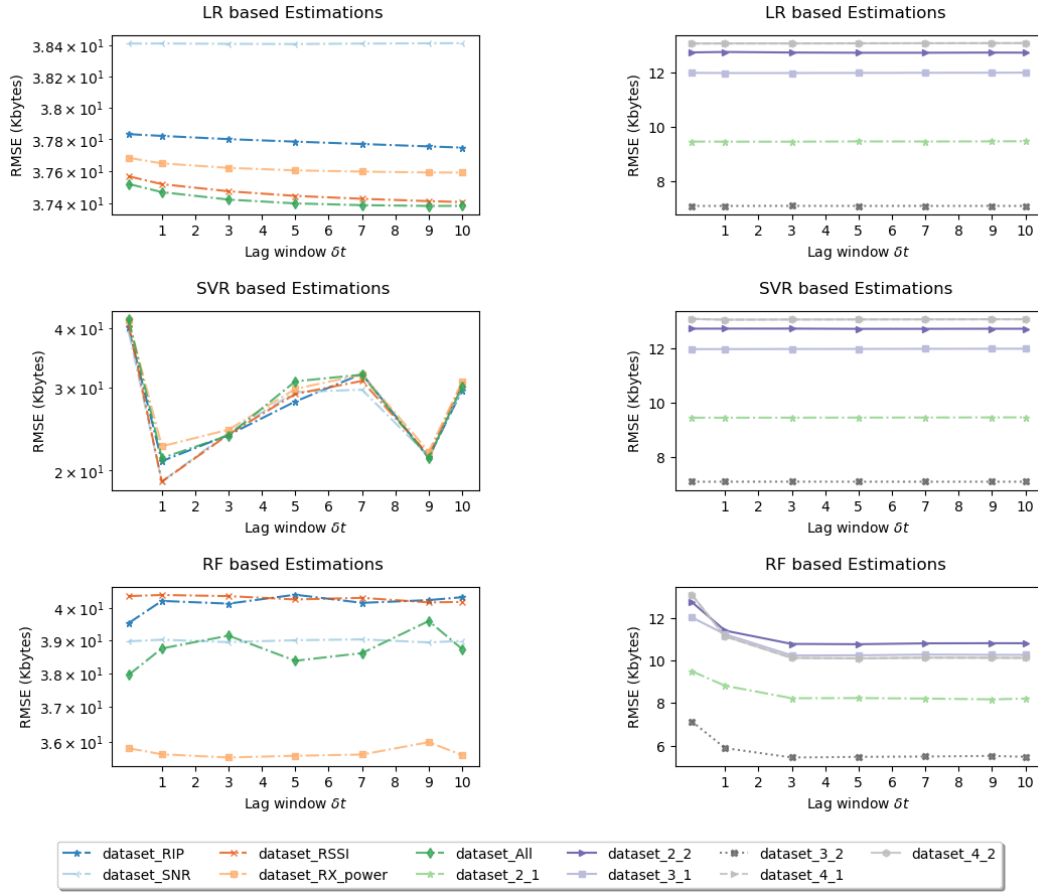 LR based Estimations
RMSE (Kbytes)
3.84 × 10¹
3.82 × 10¹
3.8 × 10¹
3.78 × 10¹
3.76 × 10¹
3.74 × 10¹
1 2 3 4 5 6 7 8 9 10
Lag window δt
LR based Estimations
RMSE (Kbytes)
12
10
8
1 2 3 4 5 6 7 8 9 10
Lag window δt
SVR based Estimations
RMSE (Kbytes)
4 × 10¹
3 × 10¹
2 × 10¹
1 2 3 4 5 6 7 8 9 10
Lag window δt
SVR based Estimations
RMSE (Kbytes)
12
10
8
1 2 3 4 5 6 7 8 9 10
Lag window δt
RF based Estimations
RMSE (Kbytes)
4 × 10¹
3.9 × 10¹
3.8 × 10¹
3.7 × 10¹
3.6 × 10¹
1 2 3 4 5 6 7 8 9 10
Lag window δt
RF based Estimations
RMSE (Kbytes)
12
10
8
6
1 2 3 4 5 6 7 8 9 10
Lag window δt
dataset_RIP dataset_RSSI dataset_All dataset_2_2 dataset_3_2 dataset_4_2
dataset_SNR dataset_RX_power dataset_2_1 dataset_3_1 dataset_4_1